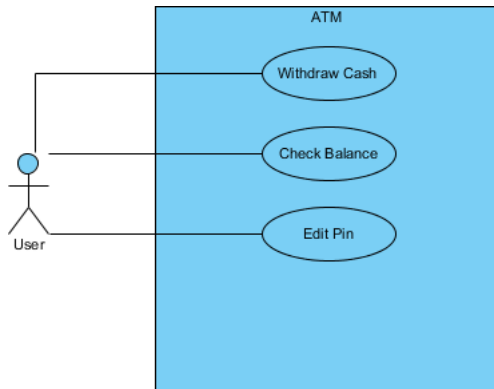 ATM
Withdraw Cash
Check Balance
Edit Pin
User